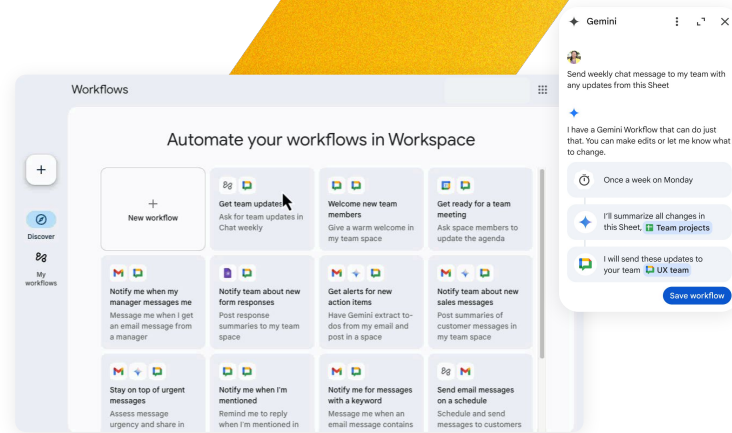 Workflows
Automate your workflows in Workspace
Discover
My
workflows
New workflow
Get team updates
Ask for team updates in
Chat weekly
Welcome new team
members
Give a warm welcome in
my team space
Get ready for a team
meeting
Ask space members to
update the agenda
Notify me when my
manager messages me
Message me when I get
an email message from
a manager
Notify team about new
form responses
Post response
summaries to my team
space
Get alerts for new
action items
Have Gemini extract to-
dos from my email and
post in a space
Notify team about new
sales messages
Post summaries of
customer messages in
my team space
Stay on top of urgent
messages
Assess message
urgency and share in
Notify me when I'm
mentioned
Remind me to reply
when I'm mentioned in
Notify me for messages
with a keyword
Message me when an
email message contains
Send email messages
on a schedule
Schedule and send
messages to customers
Gemini
Send weekly chat message to my team with
any updates from this Sheet
I have a Gemini Workflow that can do just
that. You can make edits or let me know what
to change.
Once a week on Monday
I'll summarize all changes in
this Sheet, Team projects
I will send these updates to
your team UX team
Save workflow